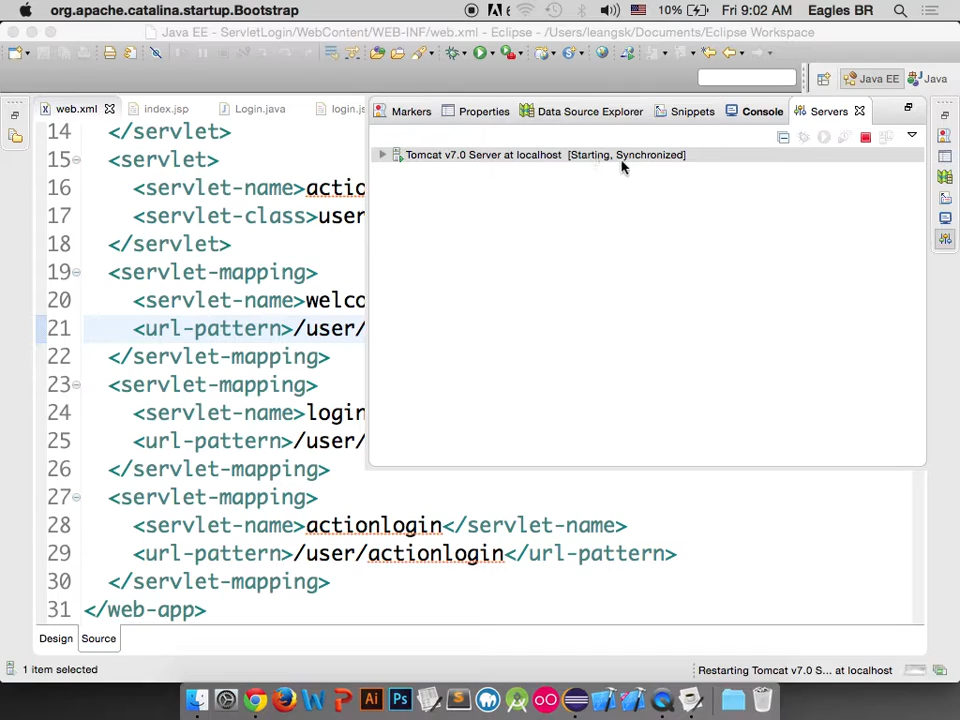 org.apache.catalina.startup.Bootstrap
6
10%
Fri 9:02 AM
Eagles BR
Java EE - ServletLogin/WebContent/WEB-INF/web.xml - Eclipse - /Users/leangsk/Documents/Eclipse Workspace
Java EE
Java
web.xml
index.jsp
Login.java
login.js
Markers
Properties
Data Source Explorer
Snippets
Console
Servers
Tomcat v7.0 Server at localhost [Starting, Synchronized]
14 </servlet>
15 <servlet>
16 <servlet-name>actio
17 <servlet-class>user
18 </servlet>
19 <servlet-mapping>
20 <servlet-name>welco
21 <url-pattern>/user/
22 </servlet-mapping>
23 <servlet-mapping>
24 <servlet-name>login
25 <url-pattern>/user/
26 </servlet-mapping>
27 <servlet-mapping>
28 <servlet-name>actionlogin</servlet-name>
29 <url-pattern>/user/actionlogin</url-pattern>
30 </servlet-mapping>
31 </web-app>
Design
Source
1 item selected
Restarting Tomcat v7.0 S... at localhost
Ai
Ps